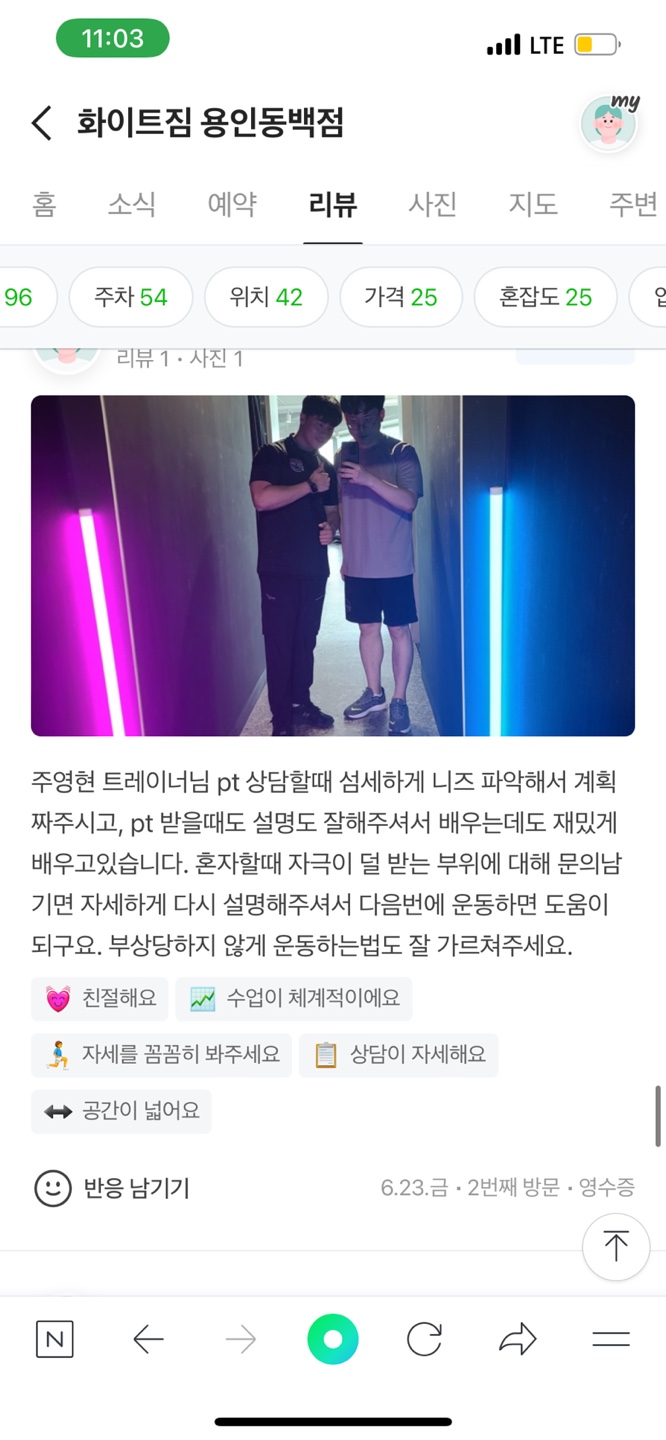 11:03
LTE
화이트짐 용인동백점
my
홈 소식 예약 리뷰 사진 지도 주변
96 주차 54 위치 42 가격 25 혼잡도 25
리뷰 1 · 사진 1
주영현 트레이너님 pt 상담할때 섬세하게 니즈 파악해서 계획
짜주시고, pt 받을때도 설명도 잘해주셔서 배우는데도 재밌게
배우고있습니다. 혼자할때 자극이 덜 받는 부위에 대해 문의남
기면 자세하게 다시 설명해주셔서 다음번에 운동하면 도움이
되구요. 부상당하지 않게 운동하는법도 잘 가르쳐주세요.
친절해요 수업이 체계적이에요
자세를 꼼꼼히 봐주세요 상담이 자세해요
공간이 넓어요
반응 남기기 6.23.금 · 2번째 방문 · 영수증
N